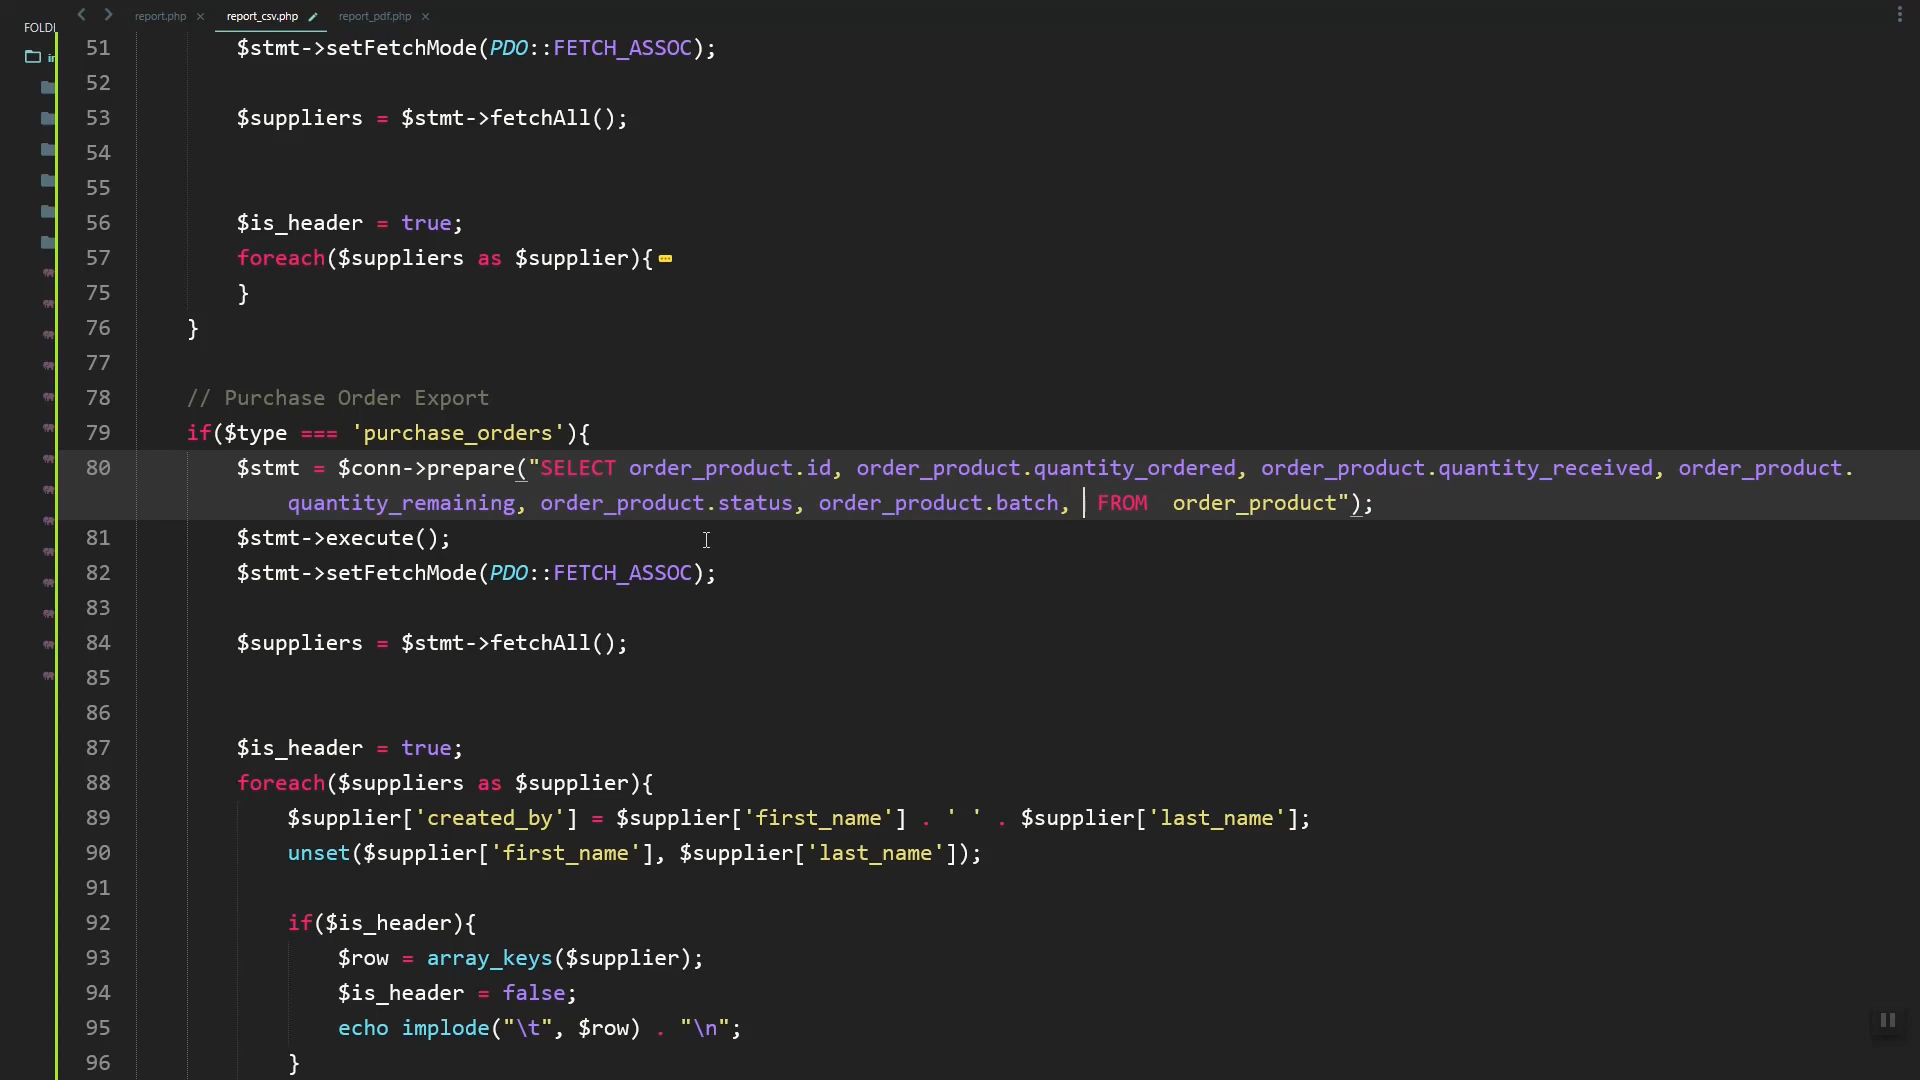 report.php
report_csv.php
report_pdf.php
FOLD
51 $stmt->setFetchMode(PDO::FETCH_ASSOC);
52
53 $suppliers = $stmt->fetchAll();
54
55
56 $is_header = true;
57 foreach($suppliers as $supplier){
75 }
76 }
77
78 // Purchase Order Export
79 if($type === 'purchase_orders'){
80 $stmt = $conn->prepare("SELECT order_product.id, order_product.quantity_ordered, order_product.quantity_received, order_product.
quantity_remaining, order_product.status, order_product.batch, FROM  order_product");
81 $stmt->execute();
82 $stmt->setFetchMode(PDO::FETCH_ASSOC);
83
84 $suppliers = $stmt->fetchAll();
85
86
87 $is_header = true;
88 foreach($suppliers as $supplier){
89 $supplier['created_by'] = $supplier['first_name'] . ' ' . $supplier['last_name'];
90 unset($supplier['first_name'], $supplier['last_name']);
91
92 if($is_header){
93 $row = array_keys($supplier);
94 $is_header = false;
95 echo implode("\t", $row) . "\n";
96 }